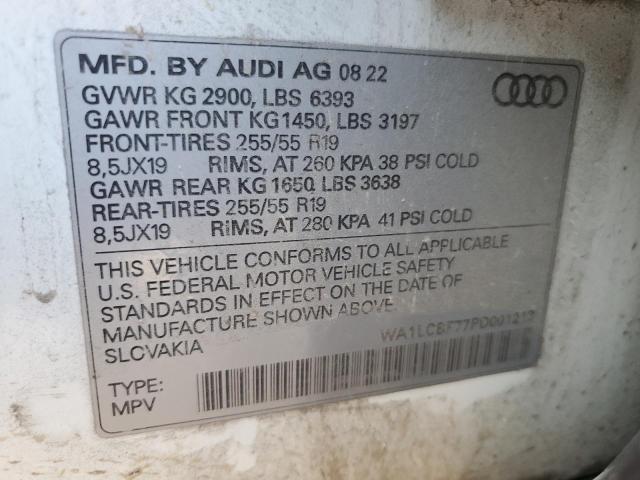 MFD. BY AUDI AG 08 22
GVWR KG 2900, LBS 6393
GAWR FRONT KG1450, LBS 3197
FRONT-TIRES 255/55 R19
8,5JX19 RIMS, AT 260 KPA 38 PSI COLD
GAWR REAR KG 1650, LBS 3638
REAR-TIRES 255/55 R19
8,5JX19 RIMS, AT 280 KPA 41 PSI COLD
THIS VEHICLE CONFORMS TO ALL APPLICABLE
U.S. FEDERAL MOTOR VEHICLE SAFETY
STANDARDS IN EFFECT ON THE DATE OF
MANUFACTURE SHOWN ABOVE.
SLOVAKIA
TYPE:
MPV